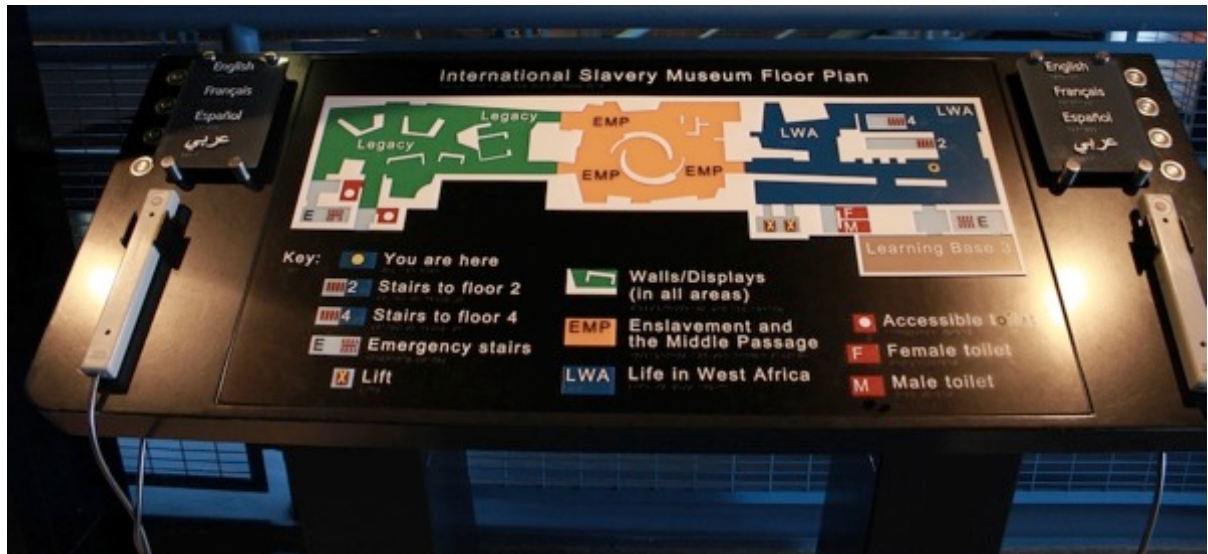 English
Français
Español
عربي
International Slavery Museum Floor Plan
English
Français
Español
عربي
Legacy
Legacy
EMP
EMP
EMP
LWA
LWA
4
2
E
X X
F
M
E
Learning Base 3
Key:
You are here
2 Stairs to floor 2
4 Stairs to floor 4
E Emergency stairs
X Lift
Walls/Displays
(in all areas)
EMP Enslavement and
the Middle Passage
LWA Life in West Africa
Accessible toilet
F Female toilet
M Male toilet